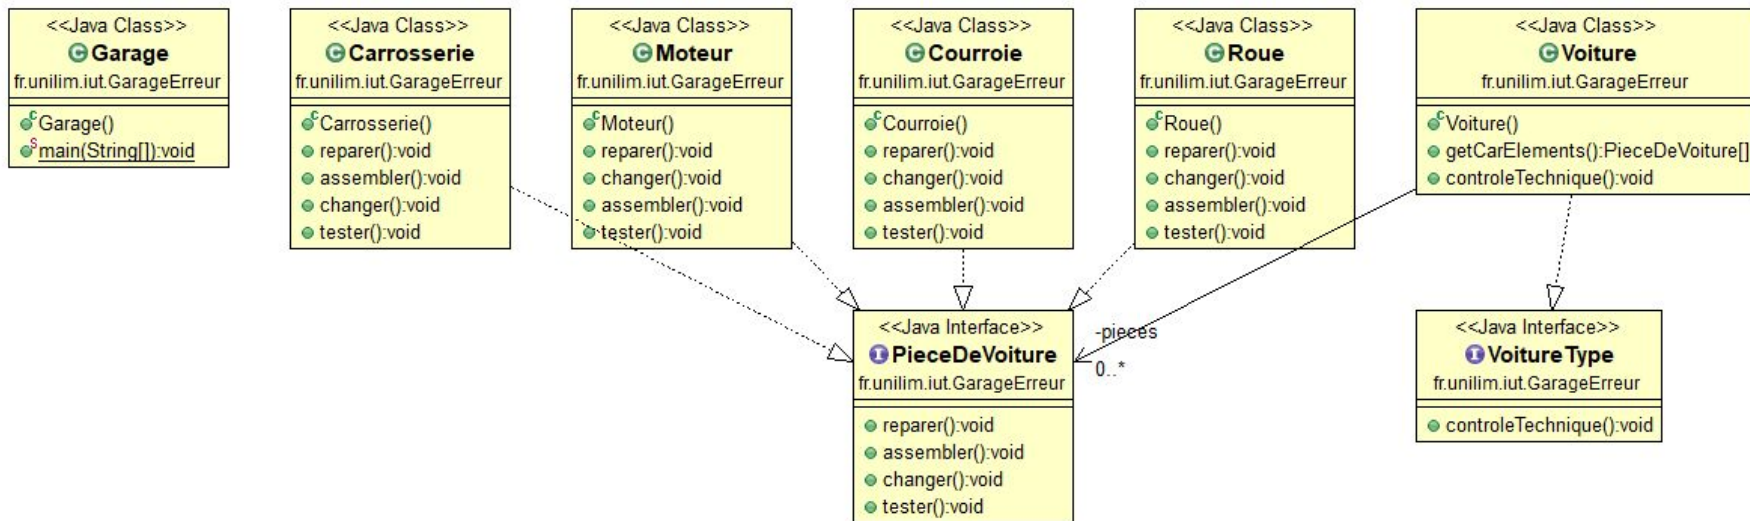 <<Java Class>>
Garage
fr.unilim.iut.GarageErreur
Garage()
main(String[]):void
<<Java Class>>
Carrosserie
fr.unilim.iut.GarageErreur
Carrosserie()
reparer():void
assembler():void
changer():void
tester():void
<<Java Class>>
Moteur
fr.unilim.iut.GarageErreur
Moteur()
reparer():void
changer():void
assembler():void
tester():void
<<Java Class>>
Courroie
fr.unilim.iut.GarageErreur
Courroie()
reparer():void
changer():void
assembler():void
tester():void
<<Java Class>>
Roue
fr.unilim.iut.GarageErreur
Roue()
reparer():void
changer():void
assembler():void
tester():void
<<Java Class>>
Voiture
fr.unilim.iut.GarageErreur
Voiture()
getCarElements():PieceDeVoiture[]
controleTechnique():void
-pieces
0..*
<<Java Interface>>
PieceDeVoiture
fr.unilim.iut.GarageErreur
reparer():void
assembler():void
changer():void
tester():void
<<Java Interface>>
VoitureType
fr.unilim.iut.GarageErreur
controleTechnique():void